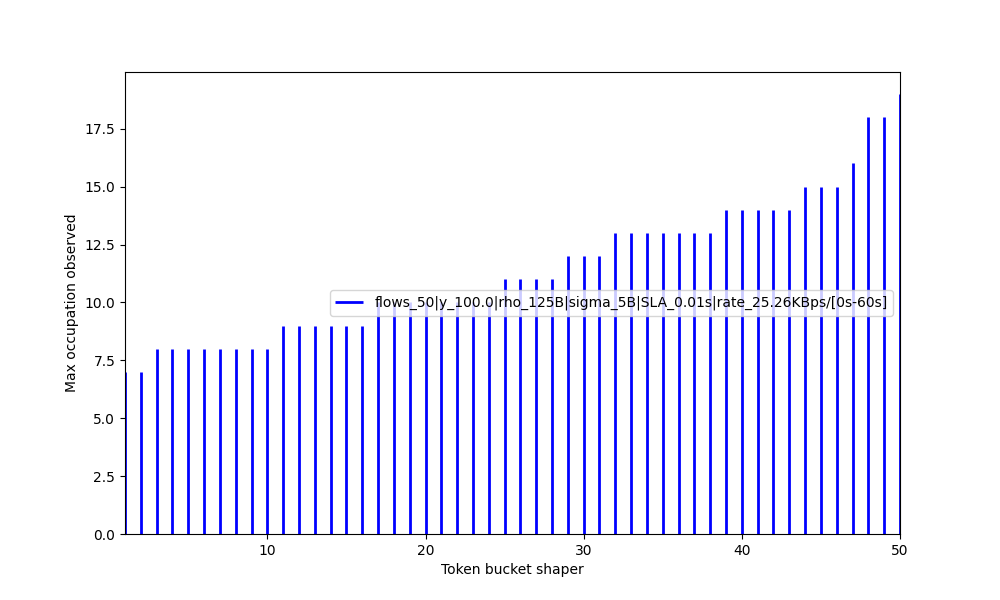 17.5
15.0
12.5
10.0
7.5
5.0
2.5
0.0
Max occupation observed
flows_50|y_100.0|rho_125B|sigma_5B|SLA_0.01s|rate_25.26KBps/[0s-60s]
10 20 30 40 50
Token bucket shaper